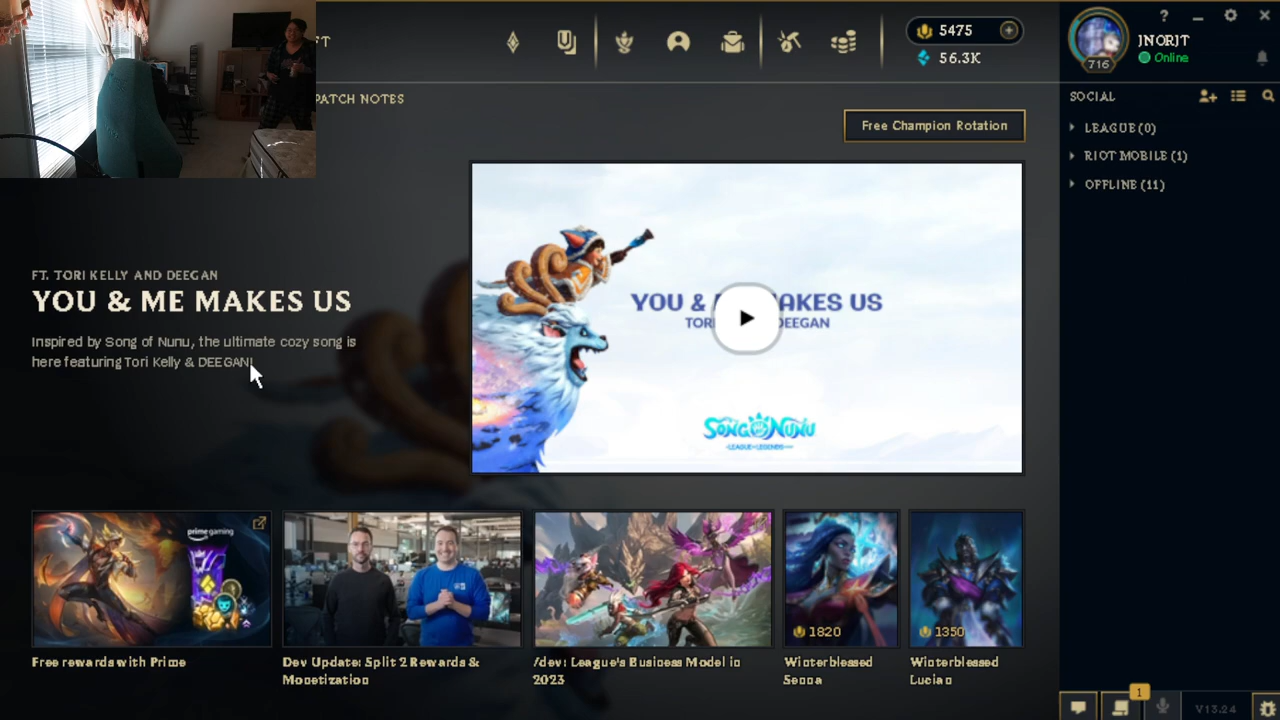 FT
5475
56.3K
?
716
JNORJT
Online
PATCH NOTES
Free Champion Rotation
SOCIAL
LEAGUE (0)
RIOT MOBILE (1)
OFFLINE (11)
FT. TORI KELLY AND DEEGAN
YOU & ME MAKES US
Inspired by Song of Nunu, the ultimate cozy song is
here featuring Tori Kelly & DEEGAN!
YOU & M AKES US
TORI DEEGAN
SONG OF NUNU
LEAGUE OF LEGENDS
prime gaming
1820
1350
Free rewards with Prime
Dev Update: Split 2 Rewards &
Monetization
/dev: League's Business Model in
2023
Winterblessed
Senna
Winterblessed
Lucian
1
V13.24